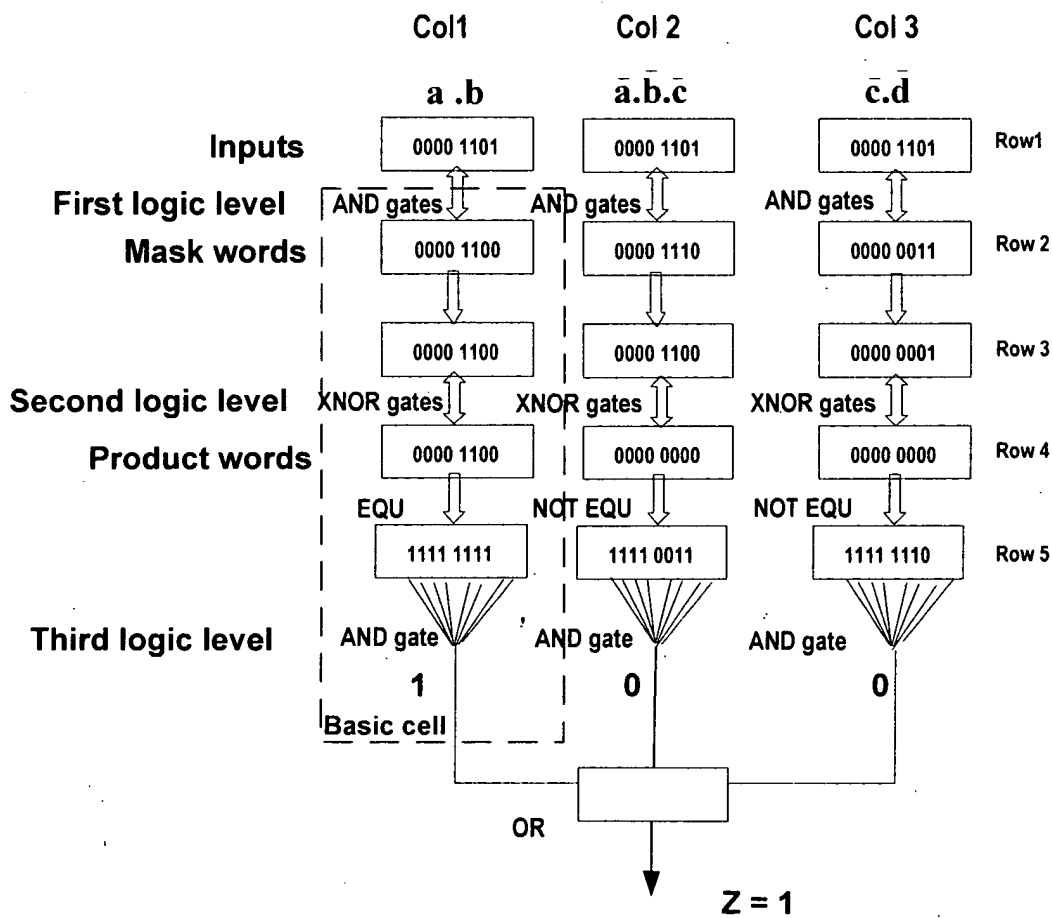 Col1 Col 2 Col 3
a .b a̅.b̅.c̅ c̅.d̅
Inputs 0000 1101 0000 1101 0000 1101 Row1
First logic level AND gates AND gates AND gates
Mask words 0000 1100 0000 1110 0000 0011 Row 2
0000 1100 0000 1100 0000 0001 Row 3
Second logic level XNOR gates XNOR gates XNOR gates
Product words 0000 1100 0000 0000 0000 0000 Row 4
EQU NOT EQU NOT EQU
1111 1111 1111 0011 1111 1110 Row 5
Third logic level AND gate AND gate AND gate
1 0 0
Basic cell
OR
Z = 1